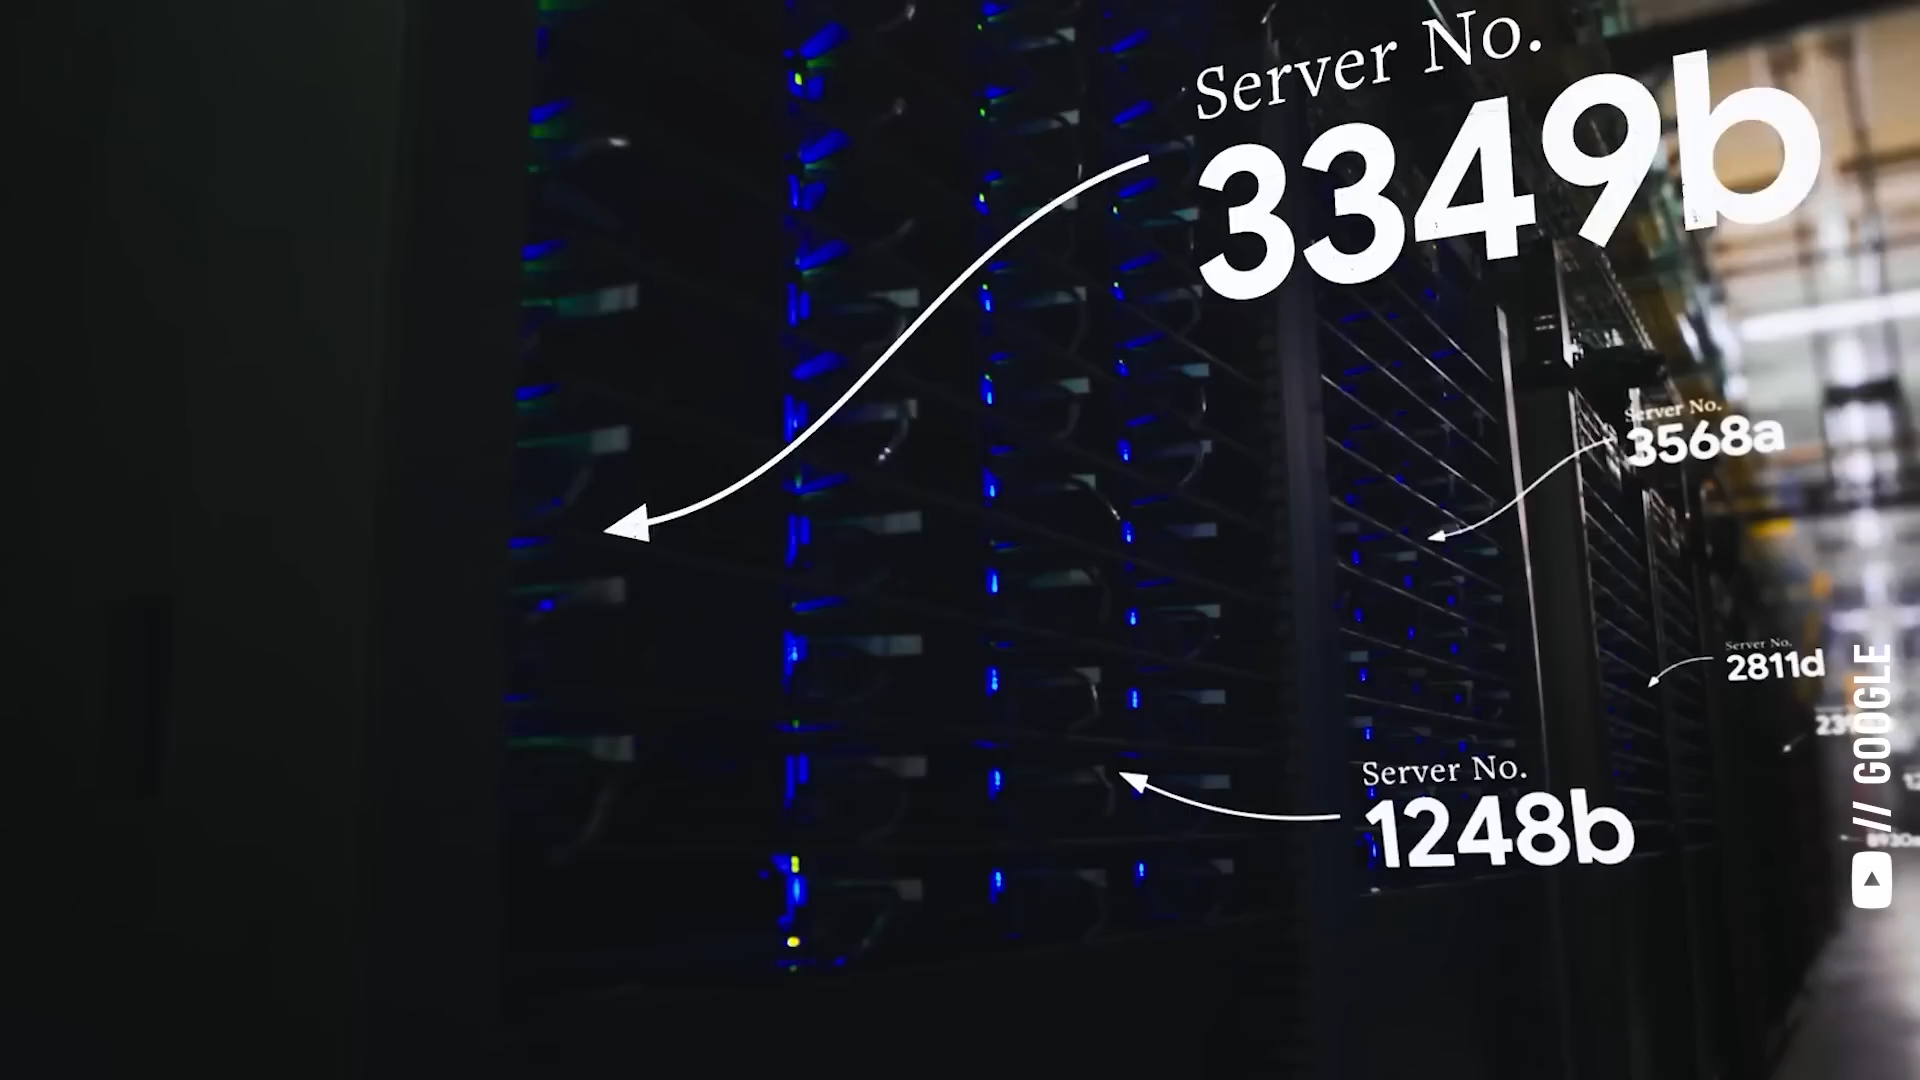 Server No.
3349b
Server No.
3568a
Server No.
2811d
Server No.
1248b
// GOOGLE